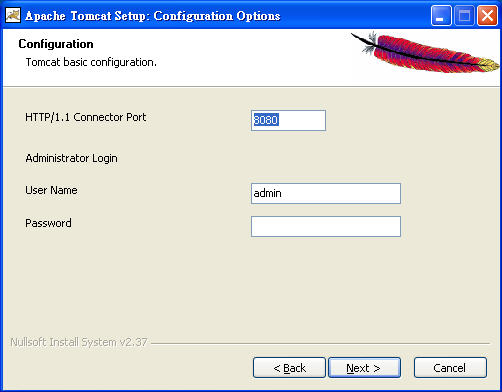 Apache Tomcat Setup: Configuration Options
Configuration
Tomcat basic configuration.
HTTP/1.1 Connector Port
8080
Administrator Login
User Name
admin
Password
Nullsoft Install System v2.37
< Back
Next >
Cancel